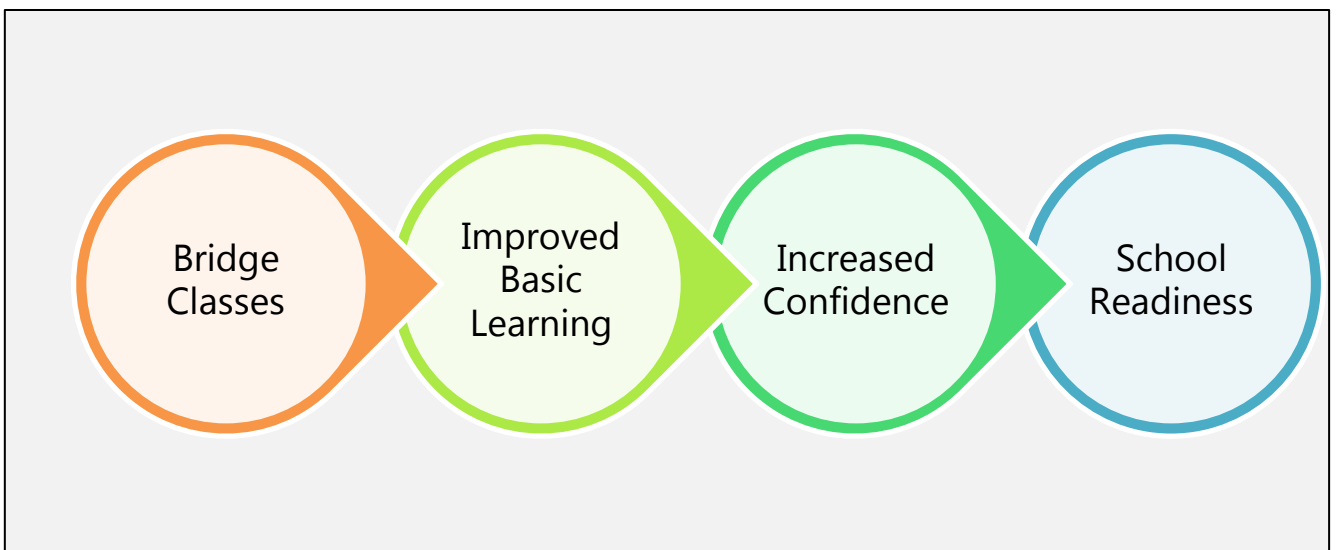 Bridge
Classes
Improved
Basic
Learning
Increased
Confidence
School
Readiness